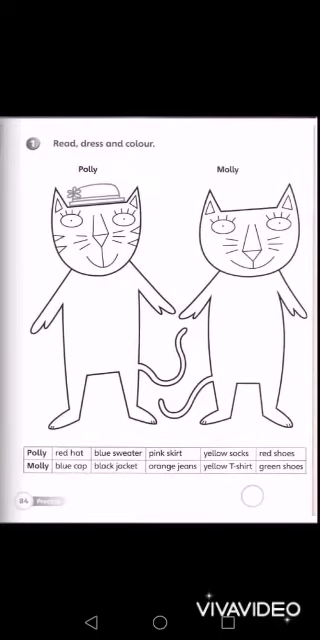 1 Read, dress and colour.
Polly Molly
Polly red hat blue sweater pink skirt yellow socks red shoes
Molly blue cap black jacket orange jeans yellow T-shirt green shoes
84
VIVAVIDEO